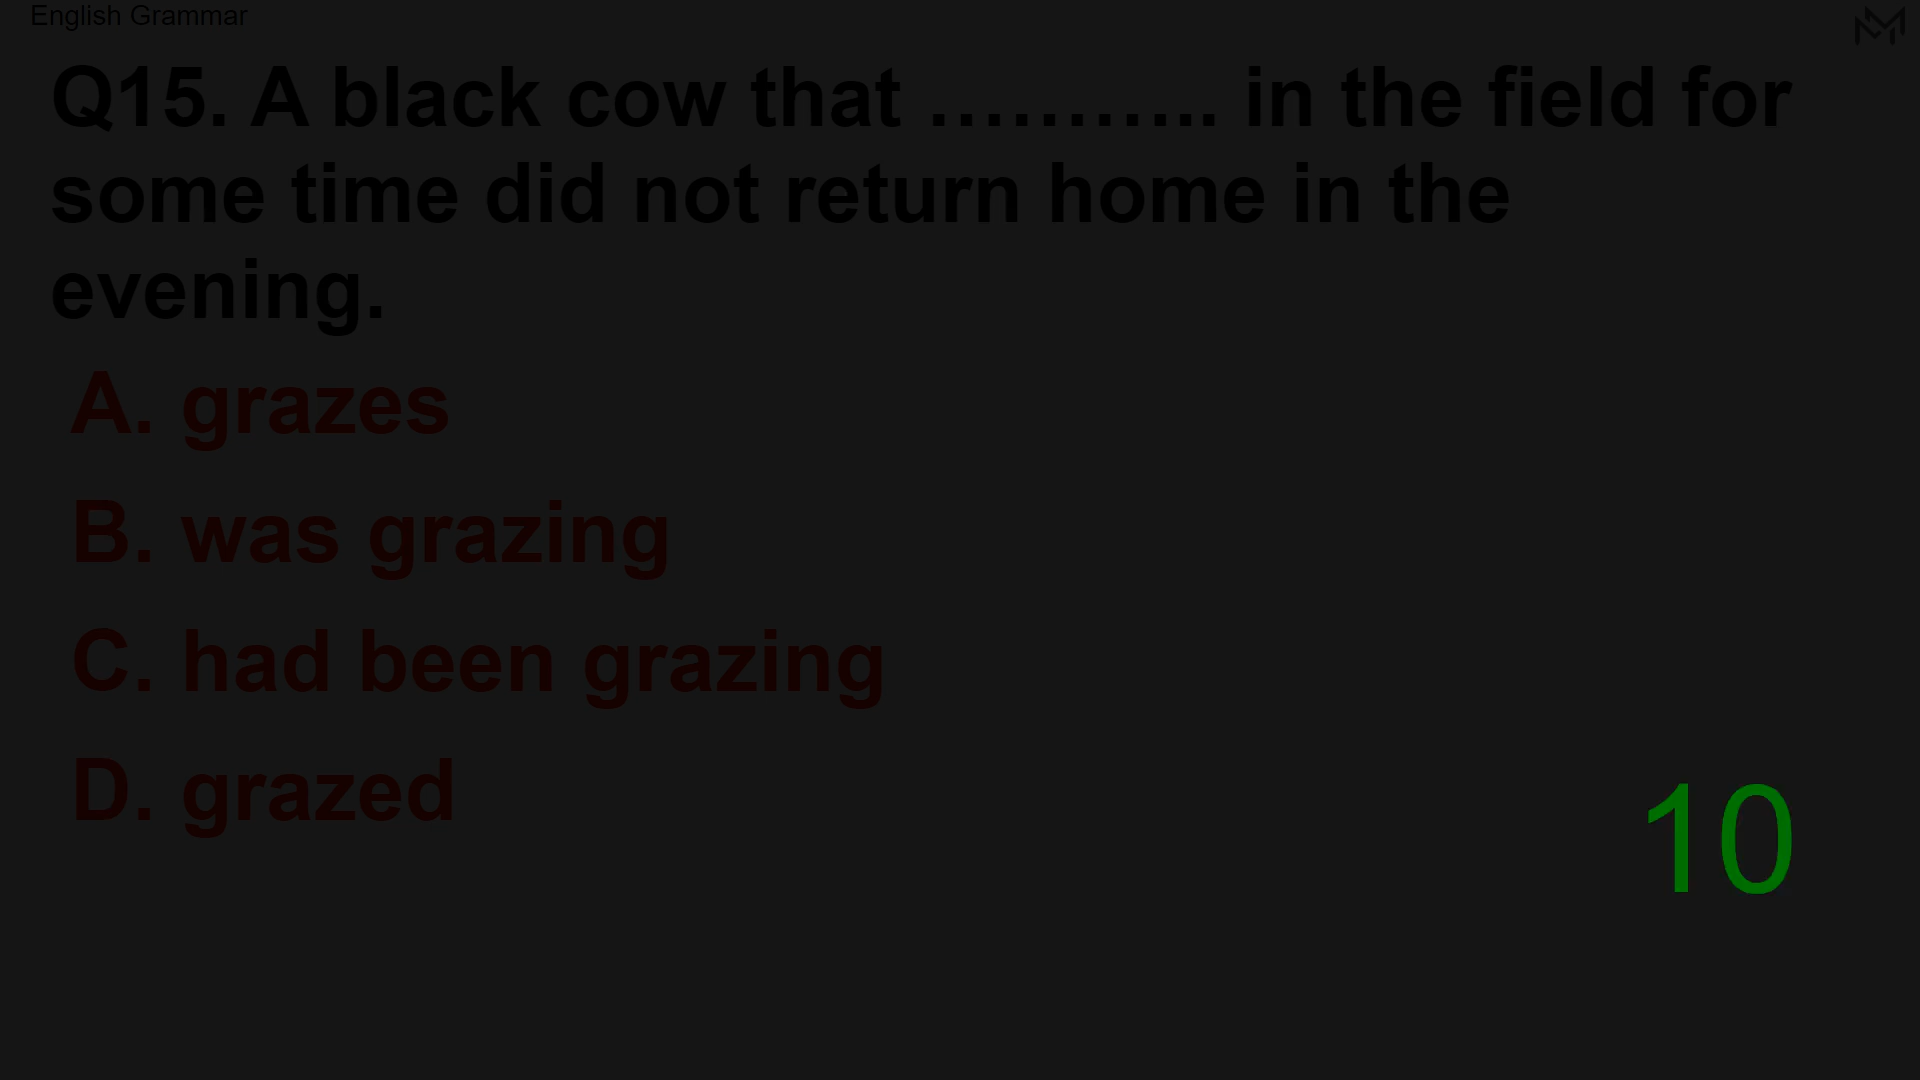 English Grammar
Q15. A black cow that ……….. in the field for
some time did not return home in the
evening.
A. grazes
B. was grazing
C. had been grazing
D. grazed
10